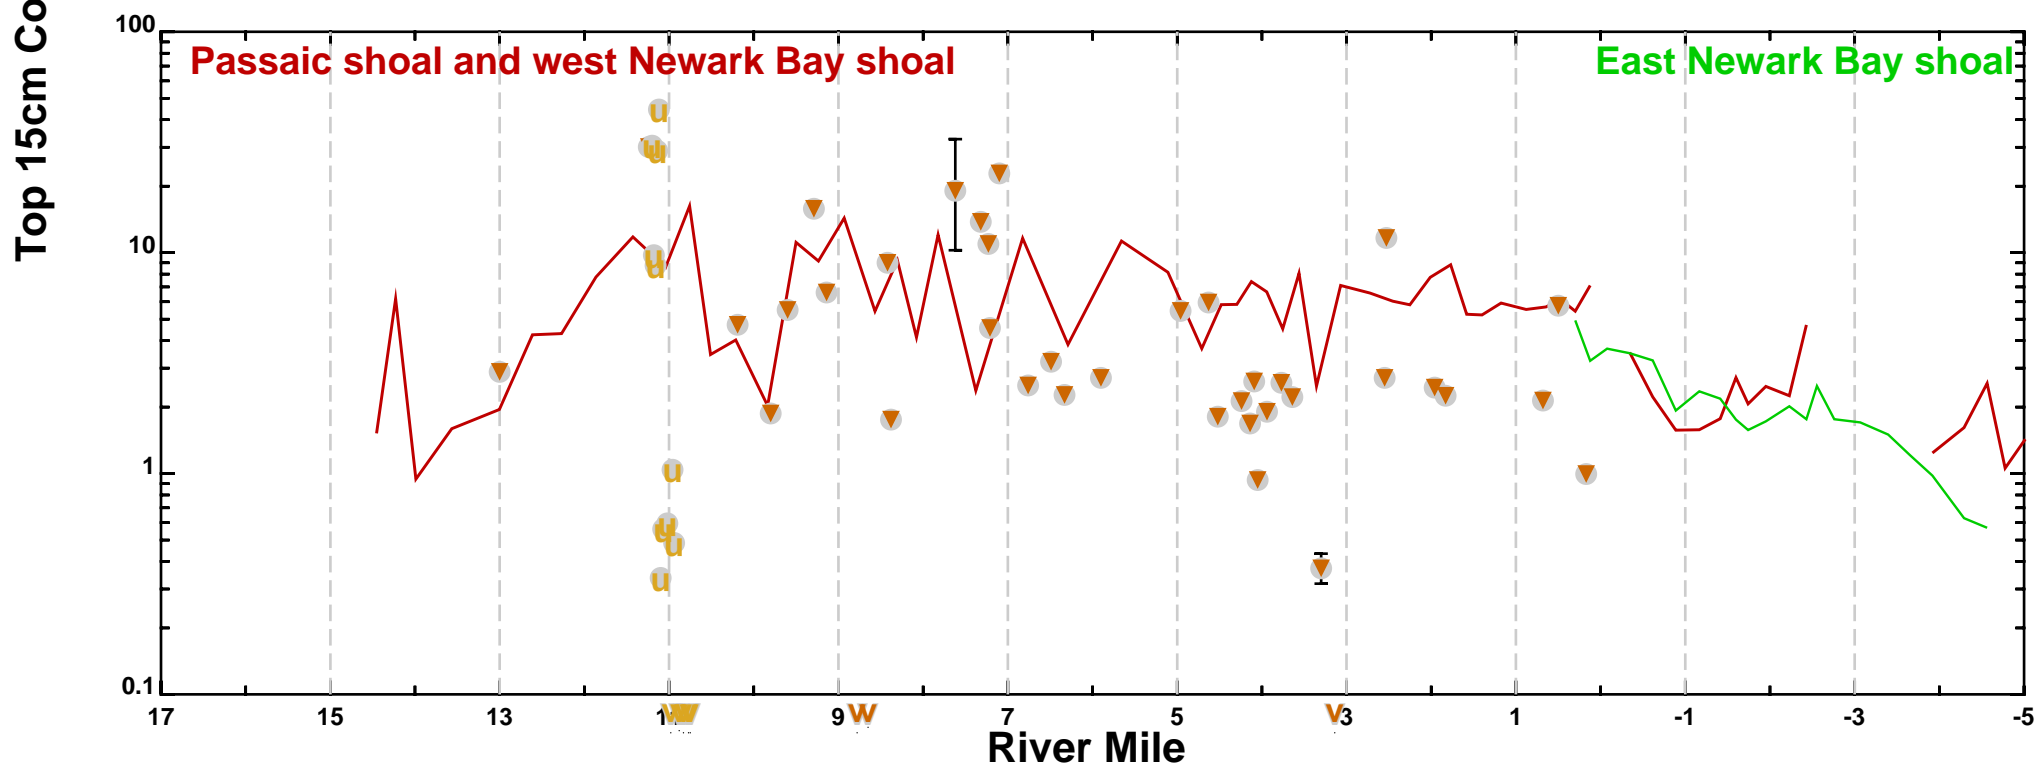 Top 15cm Co
100
10
1
0.1
Passaic shoal and west Newark Bay shoal
East Newark Bay shoal
u
u u
u
u
u
u
u u
u
u
17 15 13 9 w 7 5 v 3 1 -1 -3 -5
River Mile